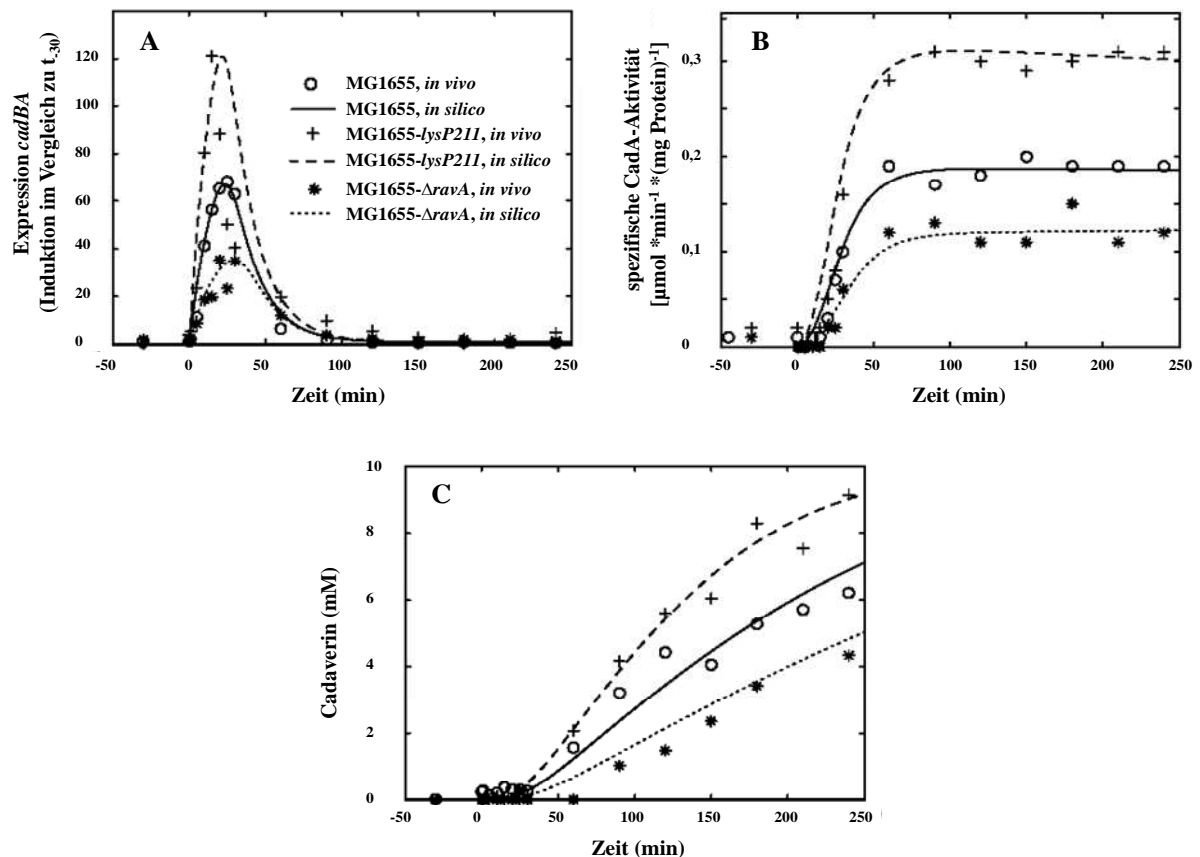 A
Expression cadBA
(Induktion im Vergleich zu t-30)
120
100
80
60
40
20
0
-50 0 50 100 150 200 250
Zeit (min)
MG1655, in vivo
MG1655, in silico
MG1655-lysP211, in vivo
MG1655-lysP211, in silico
MG1655-ΔravA, in vivo
MG1655-ΔravA, in silico
B
spezifische CadA-Aktivität
[µmol *min-1 *(mg Protein)-1]
0,3
0,2
0,1
0
-50 0 50 100 150 200 250
Zeit (min)
C
Cadaverin (mM)
10
8
6
4
2
0
-50 0 50 100 150 200 250
Zeit (min)